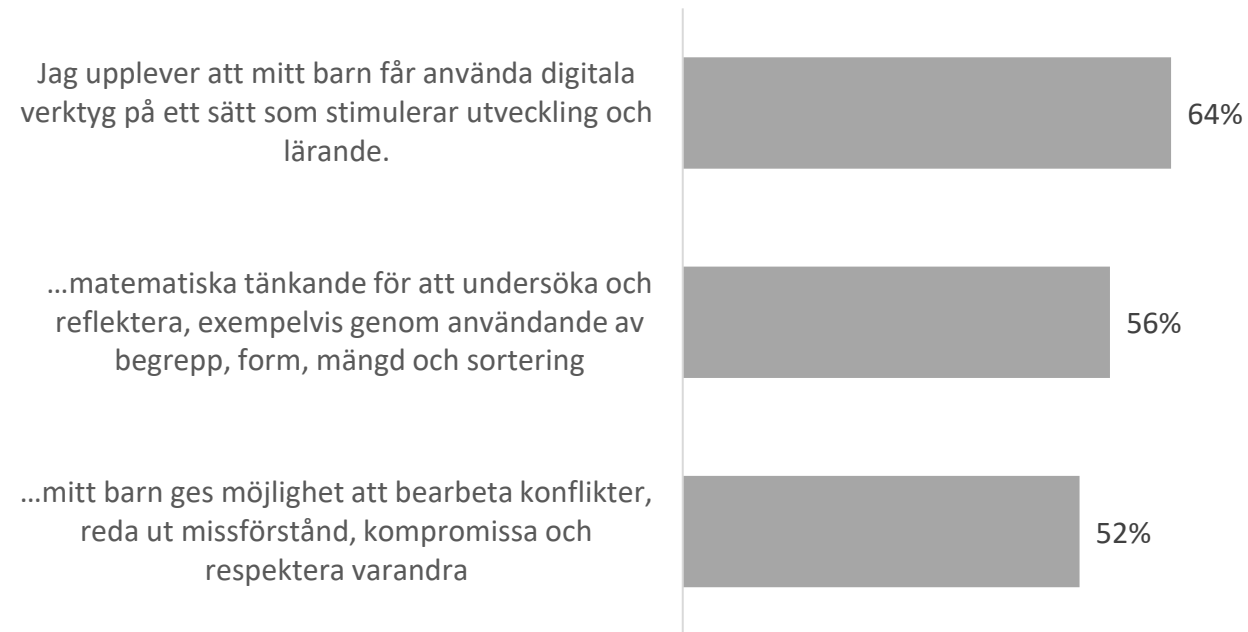 Jag upplever att mitt barn får använda digitala
verktyg på ett sätt som stimulerar utveckling och
lärande.
64%
...matematiska tänkande för att undersöka och
reflektera, exempelvis genom användande av
begrepp, form, mängd och sortering
56%
...mitt barn ges möjlighet att bearbeta konflikter,
reda ut missförstånd, kompromissa och
respektera varandra
52%